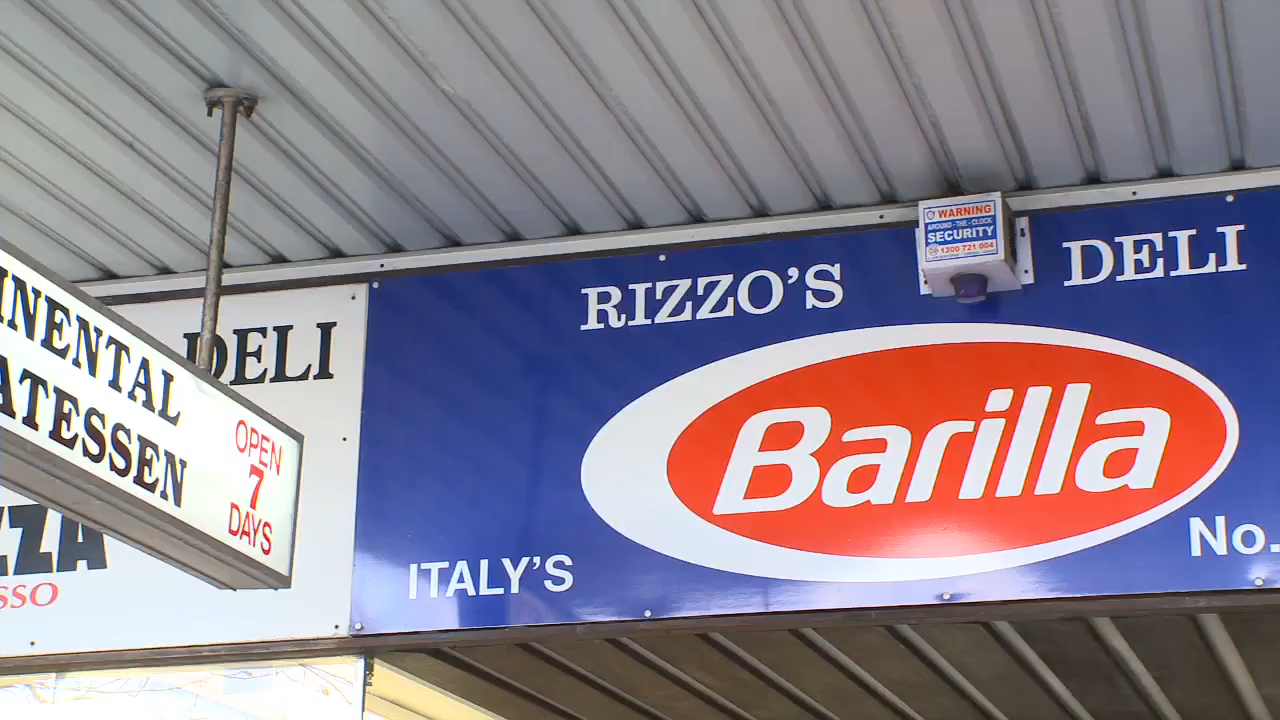 INENTAL
ATESSEN
OPEN
7
DAYS
DELI
ZZA
SSO
RIZZO'S DELI
WARNING
AROUND-THE-CLOCK
SECURITY
1300 721 004
Barilla
ITALY'S
No.